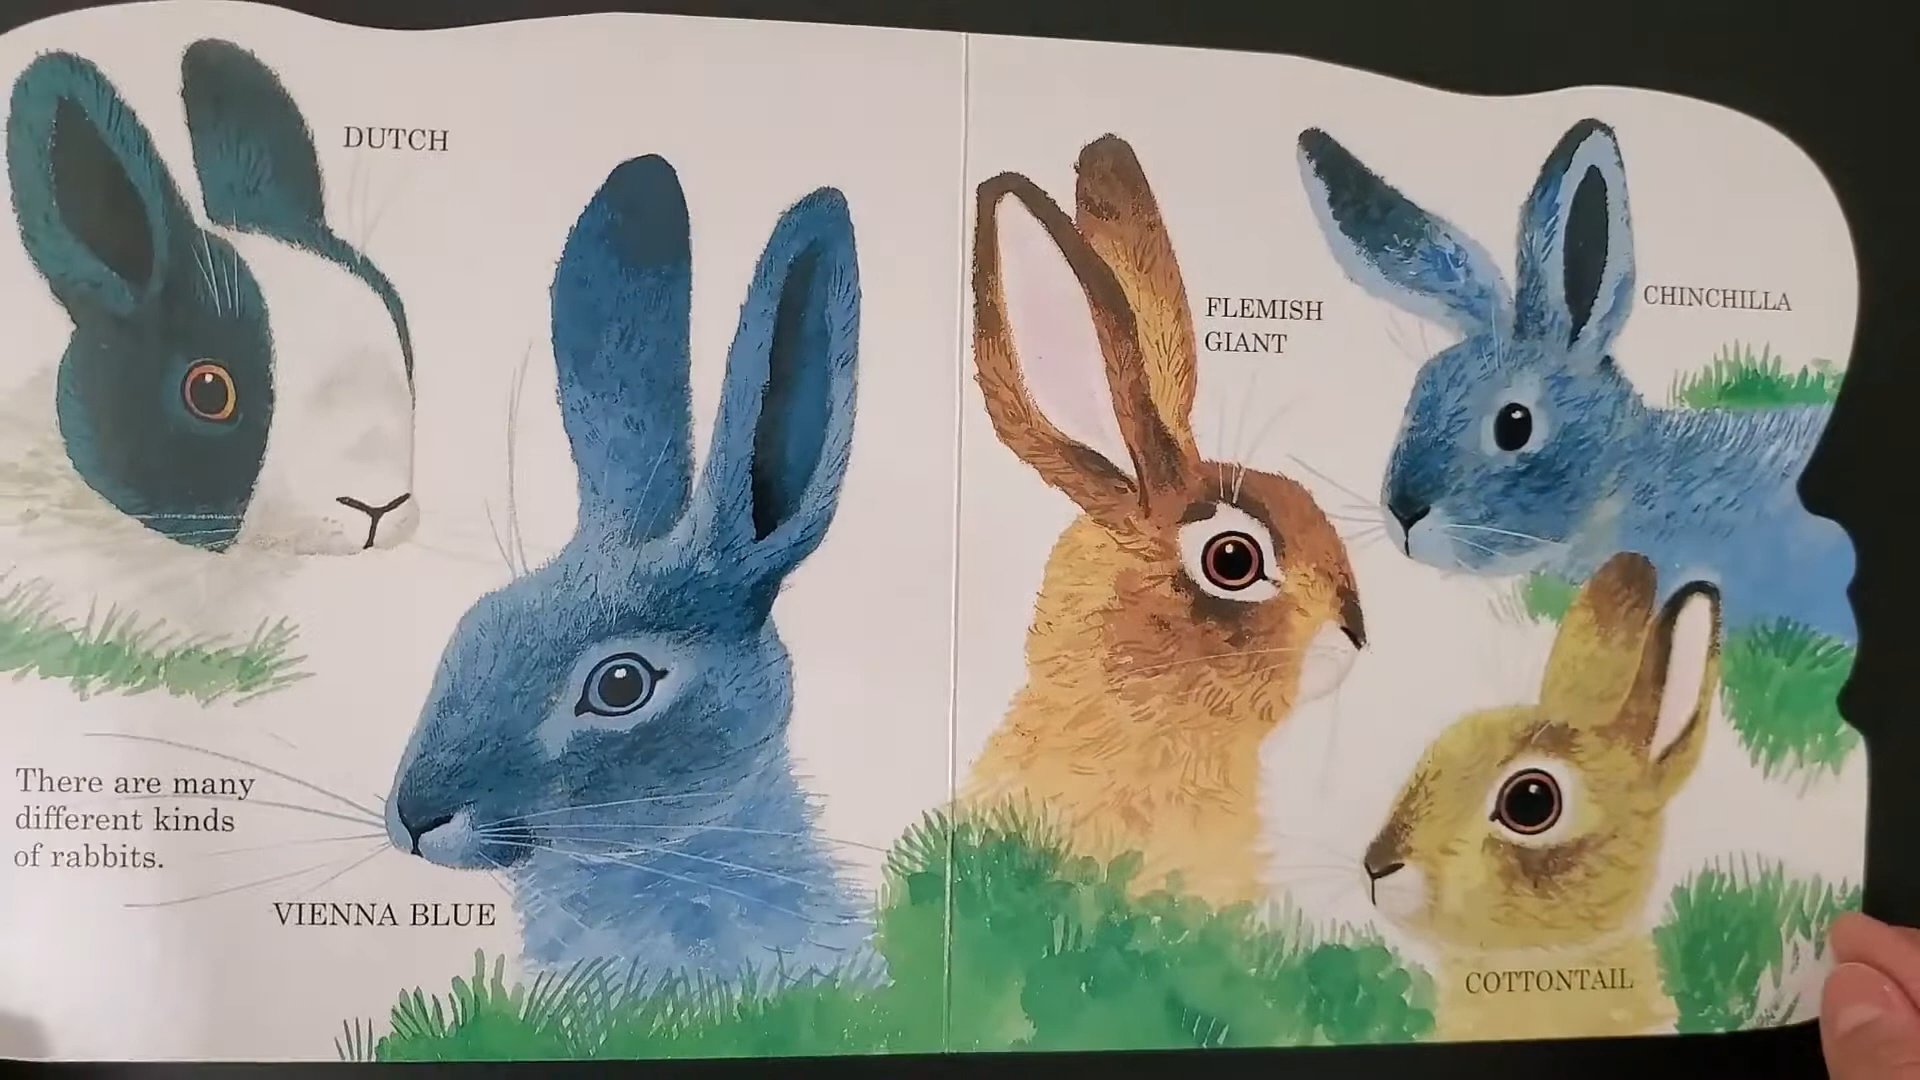 DUTCH
There are many
different kinds
of rabbits.
VIENNA BLUE
FLEMISH
GIANT
CHINCHILLA
COTTONTAIL